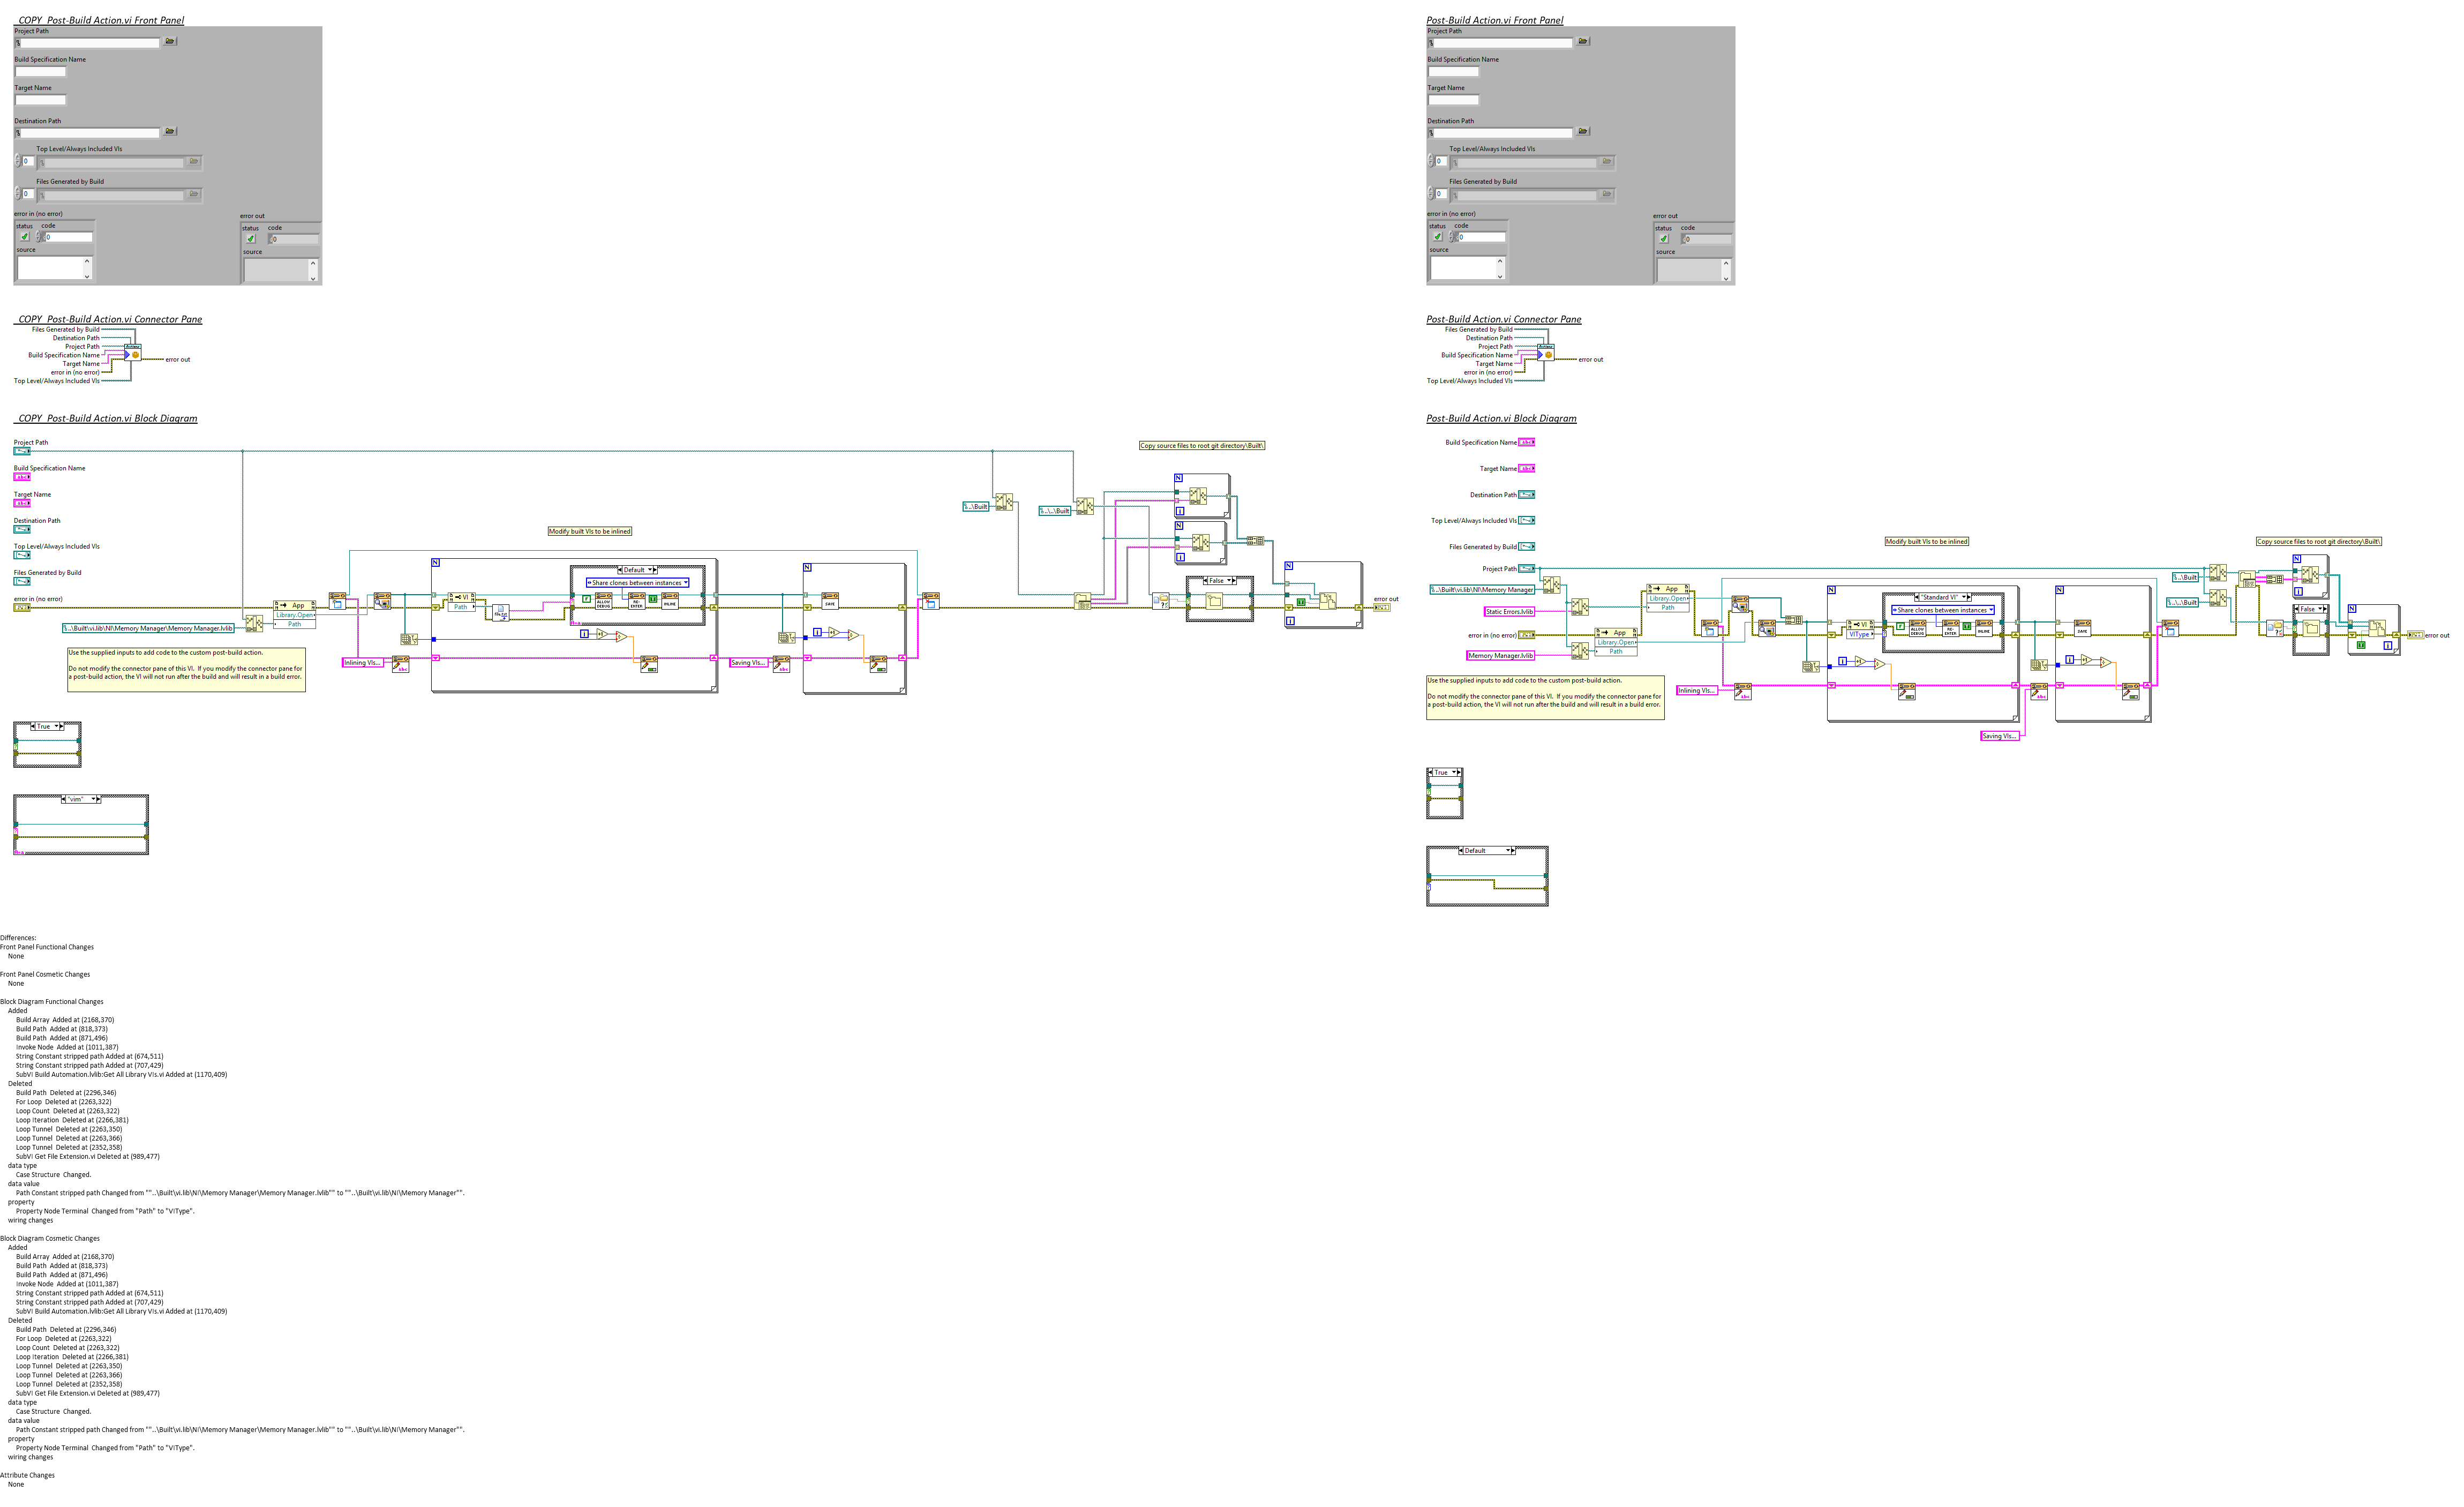 COPY  Post-Build Action.vi Front Panel
Project Path
Build Specification Name
Target Name
Destination Path
Top Level/Always Included VIs
0
Files Generated by Build
0
error in (no error)
status code
0
source
error out
status code
0
source
COPY  Post-Build Action.vi Connector Pane
Files Generated by Build
Destination Path
Project Path
Build Specification Name
Target Name
error in (no error)
Top Level/Always Included VIs
error out
COPY  Post-Build Action.vi Block Diagram
Project Path
Build Specification Name
Target Name
Destination Path
Top Level/Always Included VIs
Files Generated by Build
error in (no error)
..\Built\vi.lib\NI\Memory Manager\Memory Manager.lvlib
App
Library.Open
Path
Use the supplied inputs to add code to the custom post-build action.
Do not modify the connector pane of this VI.  If you modify the connector pane for
a post-build action, the VI will not run after the build and will result in a build error.
Inlining VIs...
Modify built VIs to be inlined
N
VI
Path
Default
Share clones between instances
F
ALLOW DEBUG
RE-ENTER
INLINE
i
Saving VIs...
N
SAVE
i
..\Built
..\..\Built
Copy source files to root git directory\Built\
N
i
N
i
False
N
i
error out
True
"vim"
Post-Build Action.vi Front Panel
Project Path
Build Specification Name
Target Name
Destination Path
Top Level/Always Included VIs
0
Files Generated by Build
0
error in (no error)
status code
0
source
error out
status code
0
source
Post-Build Action.vi Connector Pane
Files Generated by Build
Destination Path
Project Path
Build Specification Name
Target Name
error in (no error)
Top Level/Always Included VIs
error out
Post-Build Action.vi Block Diagram
Build Specification Name
Target Name
Destination Path
Top Level/Always Included VIs
Files Generated by Build
Project Path
..\Built\vi.lib\NI\Memory Manager
Static Errors.lvlib
error in (no error)
Memory Manager.lvlib
App
Library.Open
Path
App
Library.Open
Path
Use the supplied inputs to add code to the custom post-build action.
Do not modify the connector pane of this VI.  If you modify the connector pane for
a post-build action, the VI will not run after the build and will result in a build error.
Inlining VIs...
Modify built VIs to be inlined
N
VI
VIType
"Standard VI"
Share clones between instances
F
ALLOW DEBUG
RE-ENTER
INLINE
i
Saving VIs...
N
SAVE
i
Copy source files to root git directory\Built\
..\Built
..\..\Built
N
i
False
N
i
error out
True
Default
Differences:
Front Panel Functional Changes
None
Front Panel Cosmetic Changes
None
Block Diagram Functional Changes
Added
Build Array  Added at (2168,370)
Build Path  Added at (818,373)
Build Path  Added at (871,496)
Invoke Node  Added at (1011,387)
String Constant stripped path Added at (674,511)
String Constant stripped path Added at (707,429)
SubVI Build Automation.lvlib:Get All Library VIs.vi Added at (1170,409)
Deleted
Build Path  Deleted at (2296,346)
For Loop  Deleted at (2263,322)
Loop Count  Deleted at (2263,322)
Loop Iteration  Deleted at (2266,381)
Loop Tunnel  Deleted at (2263,350)
Loop Tunnel  Deleted at (2263,366)
Loop Tunnel  Deleted at (2352,358)
SubVI Get File Extension.vi Deleted at (989,477)
data type
Case Structure  Changed.
data value
Path Constant stripped path Changed from ""..\Built\vi.lib\NI\Memory Manager\Memory Manager.lvlib"" to ""..\Built\vi.lib\NI\Memory Manager"".
property
Property Node Terminal  Changed from "Path" to "VIType".
wiring changes
Block Diagram Cosmetic Changes
Added
Build Array  Added at (2168,370)
Build Path  Added at (818,373)
Build Path  Added at (871,496)
Invoke Node  Added at (1011,387)
String Constant stripped path Added at (674,511)
String Constant stripped path Added at (707,429)
SubVI Build Automation.lvlib:Get All Library VIs.vi Added at (1170,409)
Deleted
Build Path  Deleted at (2296,346)
For Loop  Deleted at (2263,322)
Loop Count  Deleted at (2263,322)
Loop Iteration  Deleted at (2266,381)
Loop Tunnel  Deleted at (2263,350)
Loop Tunnel  Deleted at (2263,366)
Loop Tunnel  Deleted at (2352,358)
SubVI Get File Extension.vi Deleted at (989,477)
data type
Case Structure  Changed.
data value
Path Constant stripped path Changed from ""..\Built\vi.lib\NI\Memory Manager\Memory Manager.lvlib"" to ""..\Built\vi.lib\NI\Memory Manager"".
property
Property Node Terminal  Changed from "Path" to "VIType".
wiring changes
Attribute Changes
None